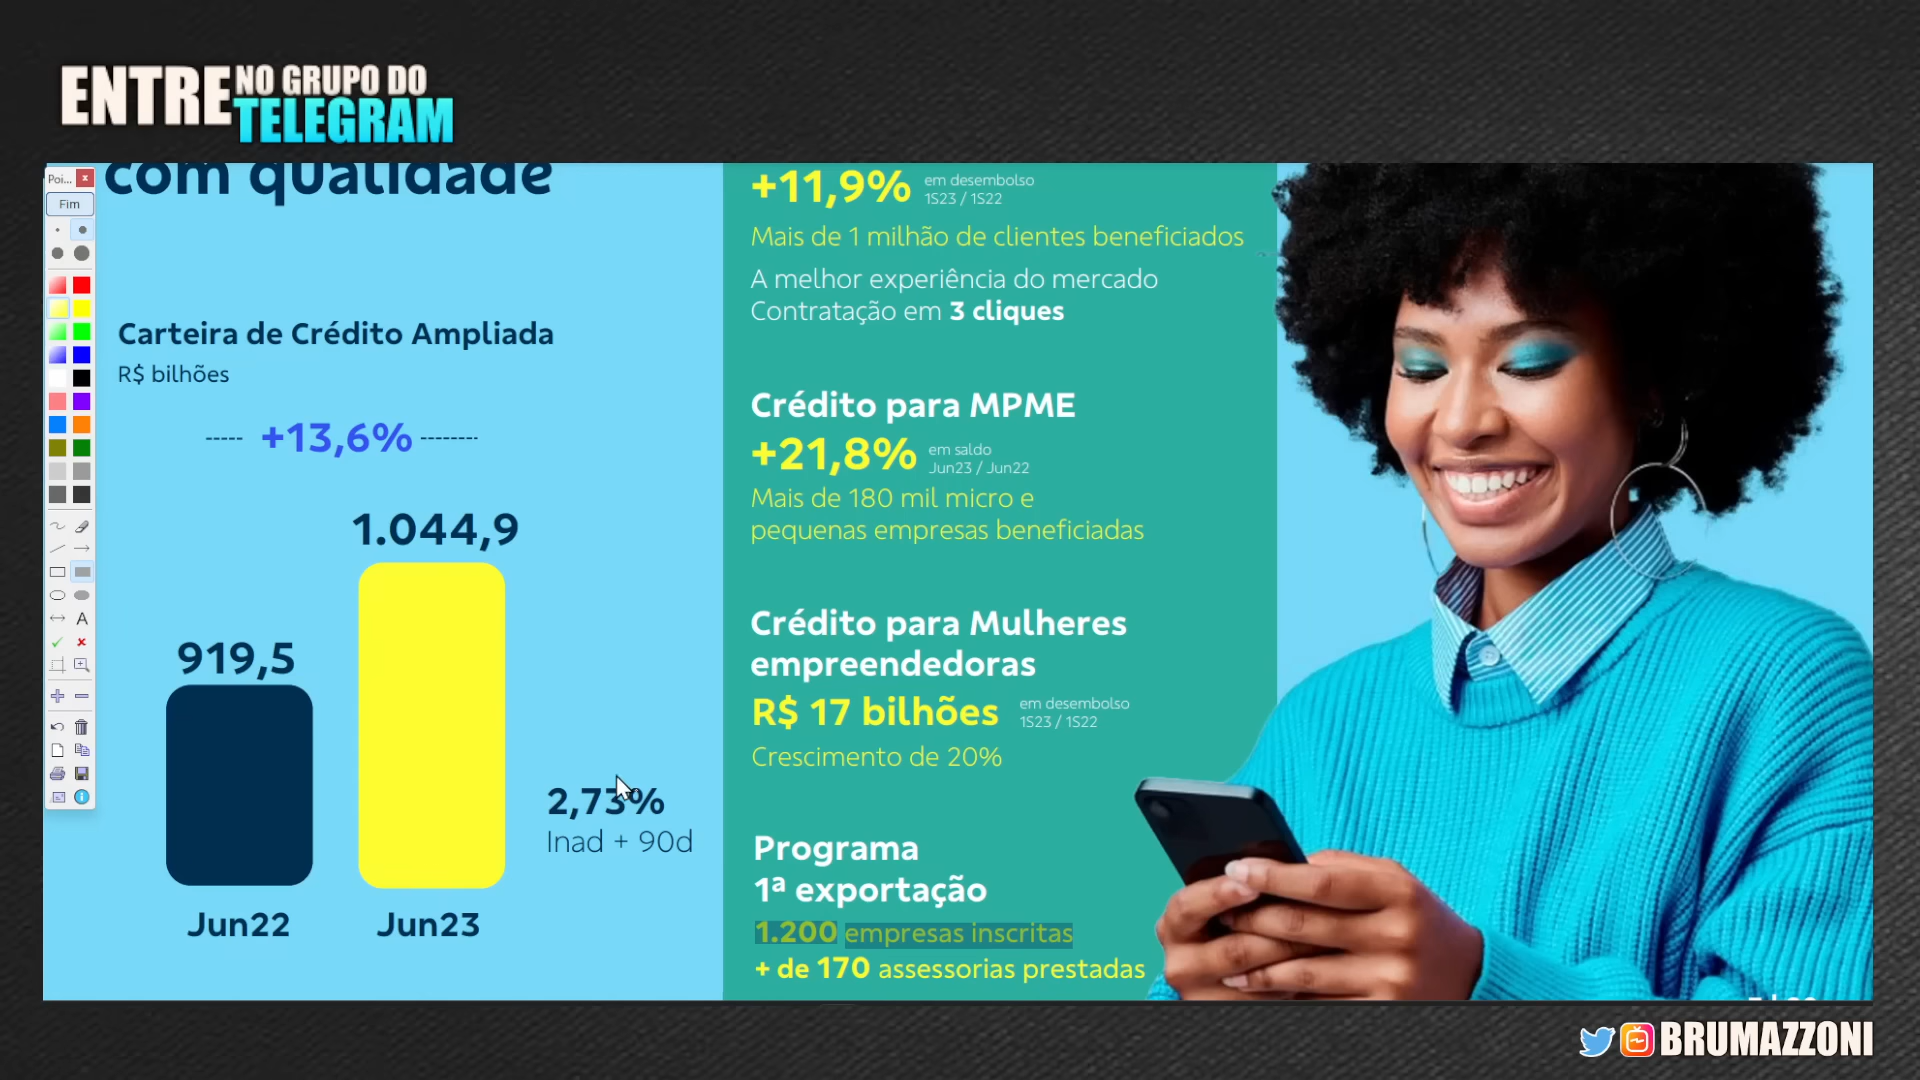 ENTRE NO GRUPO DO
TELEGRAM
Poi...
Fim
A
com qualidade
Carteira de Crédito Ampliada
R$ bilhões
+13,6%
1.044,9
919,5
2,73%
Inad + 90d
Jun22
Jun23
+11,9% em desembolso
1S23 / 1S22
Mais de 1 milhão de clientes beneficiados
A melhor experiência do mercado
Contratação em 3 cliques
Crédito para MPME
+21,8% em saldo
Jun23 / Jun22
Mais de 180 mil micro e
pequenas empresas beneficiadas
Crédito para Mulheres
empreendedoras
R$ 17 bilhões em desembolso
1S23 / 1S22
Crescimento de 20%
Programa
1ª exportação
1.200 empresas inscritas
+ de 170 assessorias prestadas
BRUMAZZONI